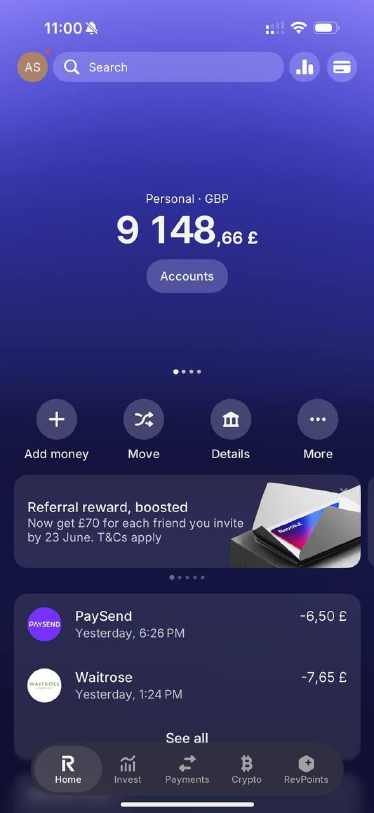 11:00
AS
Search
Personal · GBP
9 148,66 £
Accounts
Add money
Move
Details
More
Referral reward, boosted
Now get £70 for each friend you invite
by 23 June. T&Cs apply
PAYSEND
PaySend
-6,50 £
Yesterday, 6:26 PM
WAITROSE
Waitrose
-7,65 £
Yesterday, 1:24 PM
See all
Home
Invest
Payments
Crypto
RevPoints